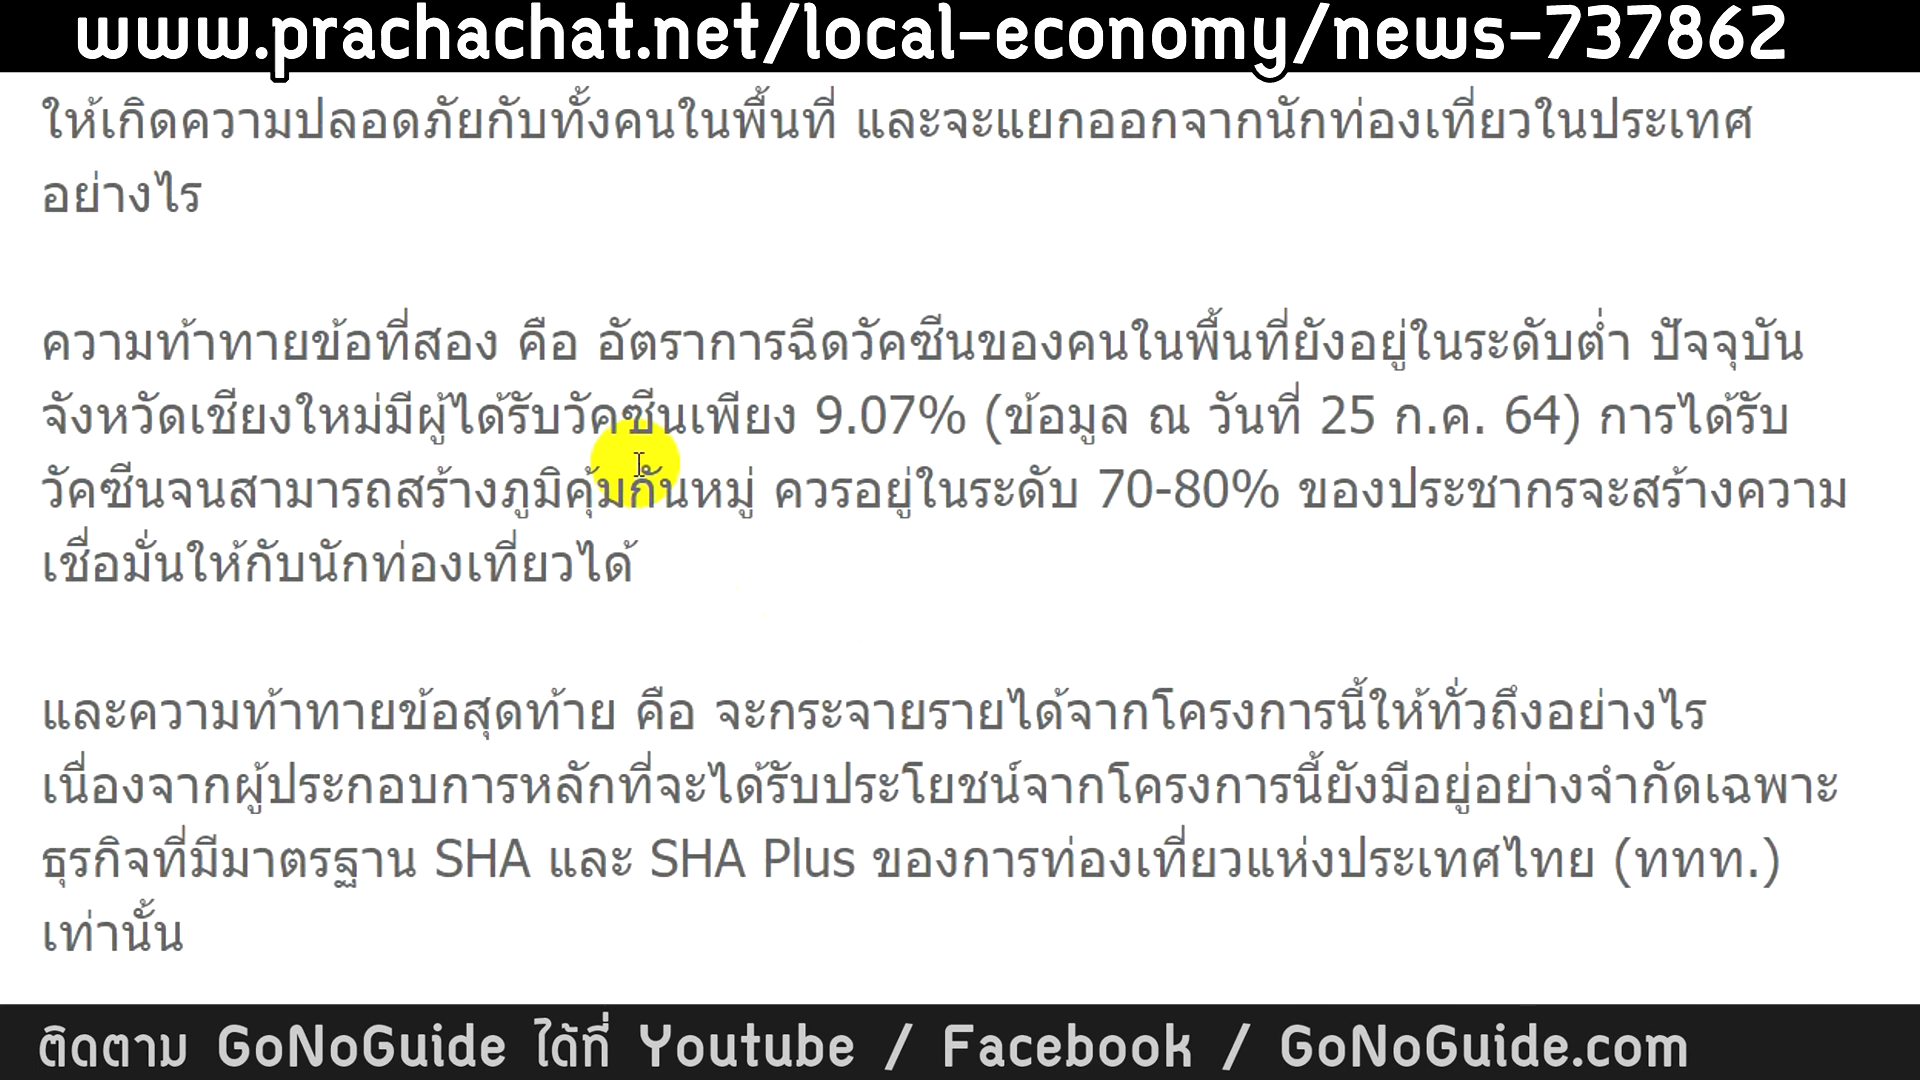 www.prachachat.net/local-economy/news-737862
ให้เกิดความปลอดภัยกับทั้งคนในพื้นที่ และจะแยกออกจากนักท่องเที่ยวในประเทศ
อย่างไร
ความท้าทายข้อที่สอง คือ อัตราการฉีดวัคซีนของคนในพื้นที่ยังอยู่ในระดับต่ำ ปัจจุบัน
จังหวัดเชียงใหม่มีผู้ได้รับวัคซีนเพียง 9.07% (ข้อมูล ณ วันที่ 25 ก.ค. 64) การได้รับ
วัคซีนจนสามารถสร้างภูมิคุ้มกันหมู่ ควรอยู่ในระดับ 70-80% ของประชากรจะสร้างความ
เชื่อมั่นให้กับนักท่องเที่ยวได้
และความท้าทายข้อสุดท้าย คือ จะกระจายรายได้จากโครงการนี้ให้ทั่วถึงอย่างไร
เนื่องจากผู้ประกอบการหลักที่จะได้รับประโยชน์จากโครงการนี้ยังมีอยู่อย่างจำกัดเฉพาะ
ธุรกิจที่มีมาตรฐาน SHA และ SHA Plus ของการท่องเที่ยวแห่งประเทศไทย (ททท.)
เท่านั้น
ติดตาม GoNoGuide ได้ที่ Youtube / Facebook / GoNoGuide.com